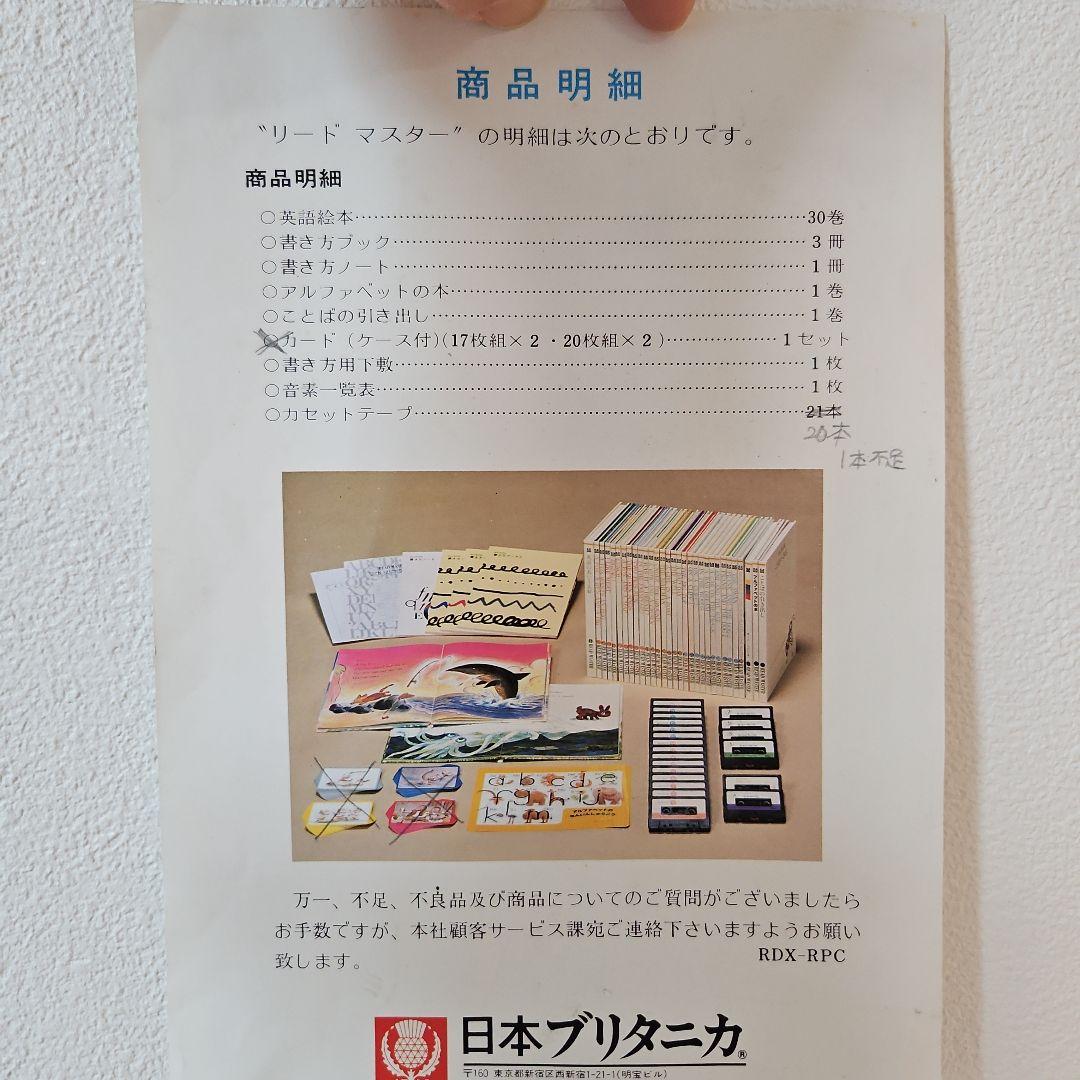 商品明細
"リード マスター" の明細は次のとおりです。
商品明細
○英語絵本……30巻
○書き方ブック……3冊
○書き方ノート……1冊
○アルファベットの本……1巻
○ことばの引き出し……1巻
○カード（ケース付）(17枚組×2・20枚組×2)……1セット
○書き方用下敷……1枚
○音素一覧表……1枚
○カセットテープ……21本
20本
1本不足
万一、不足、不良品及び商品についてのご質問がございましたら
お手数ですが、本社顧客サービス課宛ご連絡下さいますようお願い
致します。
RDX-RPC
日本ブリタニカ®
〒160 東京都新宿区西新宿1-21-1(明宝ビル)